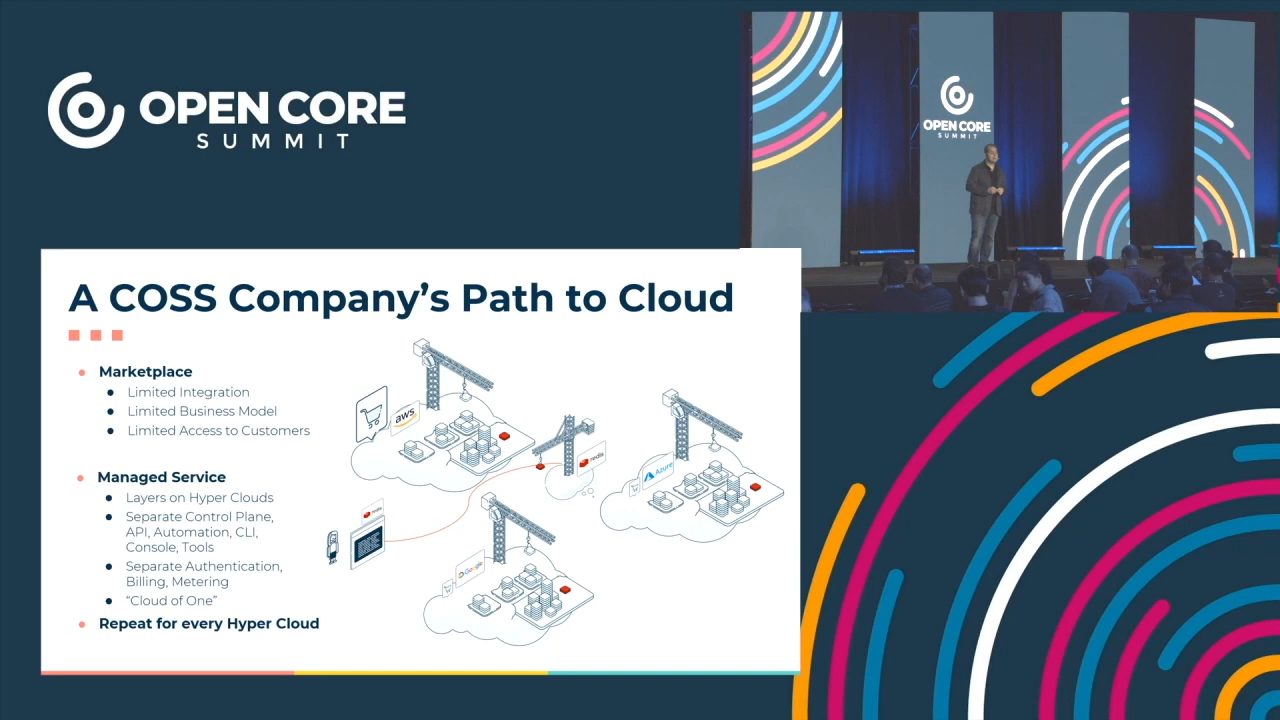 OPEN CORE
SUMMIT
OPEN CORE
SUMMIT
A COSS Company’s Path to Cloud
Marketplace
Limited Integration
Limited Business Model
Limited Access to Customers
Managed Service
Layers on Hyper Clouds
Separate Control Plane,
API, Automation, CLI,
Console, Tools
Separate Authentication,
Billing, Metering
“Cloud of One”
Repeat for every Hyper Cloud
aws
redis
Azure
redis
Google